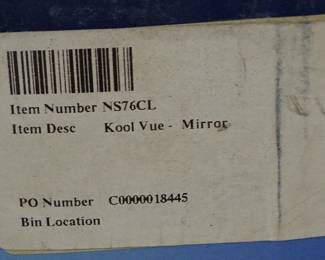 Item Number NS76CL
Item Desc Kool Vue - Mirror
PO Number C0000018445
Bin Location